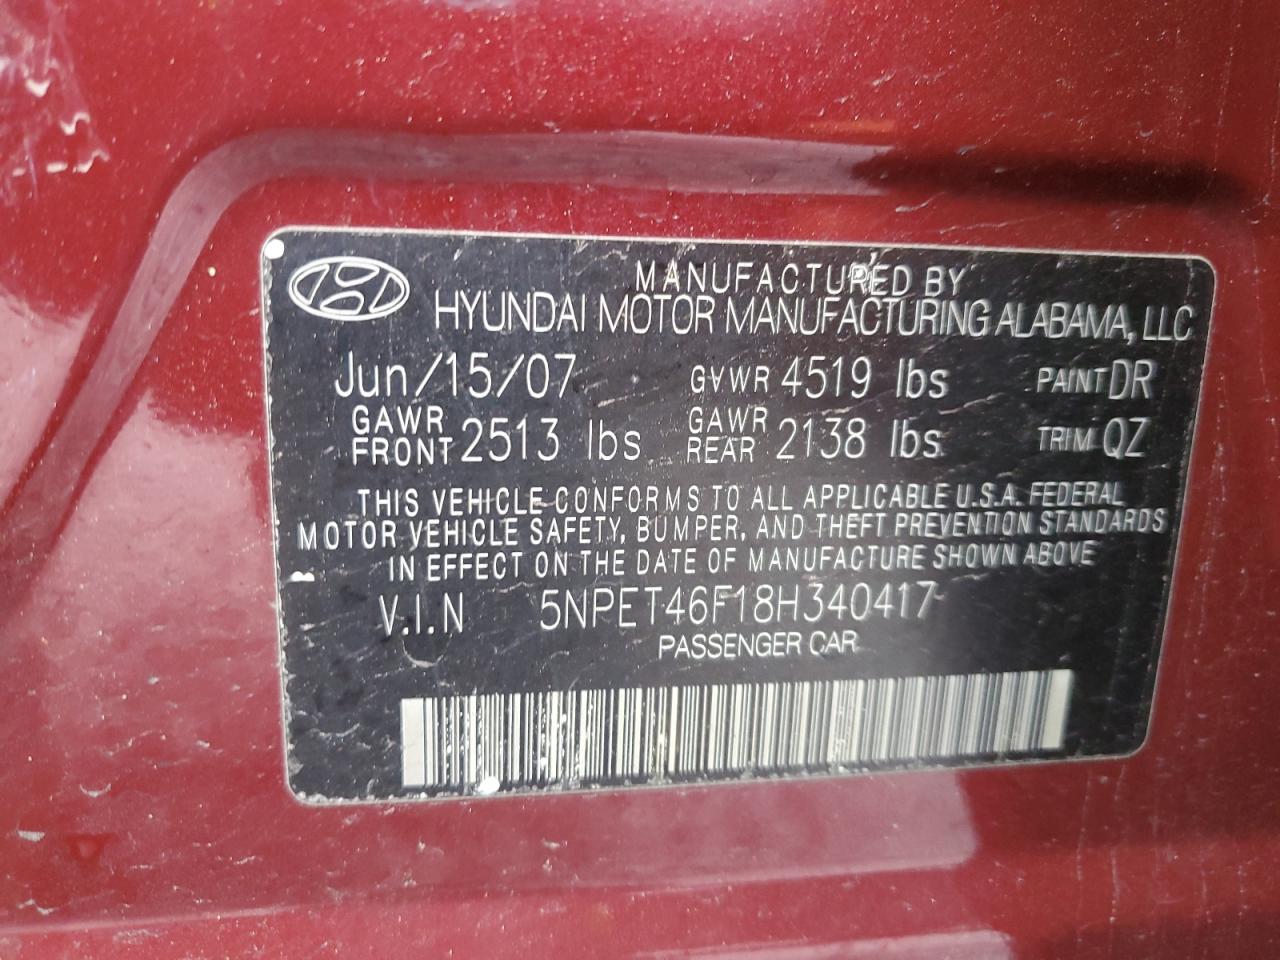 MANUFACTURED BY
HYUNDAI MOTOR MANUFACTURING ALABAMA, LLC
Jun/15/07 GVWR 4519 lbs PAINT DR
GAWR FRONT 2513 lbs GAWR REAR 2138 lbs TRIM QZ
THIS VEHICLE CONFORMS TO ALL APPLICABLE U.S.A. FEDERAL
MOTOR VEHICLE SAFETY, BUMPER, AND THEFT PREVENTION STANDARDS
IN EFFECT ON THE DATE OF MANUFACTURE SHOWN ABOVE
V.I.N 5NPET46F18H340417
PASSENGER CAR